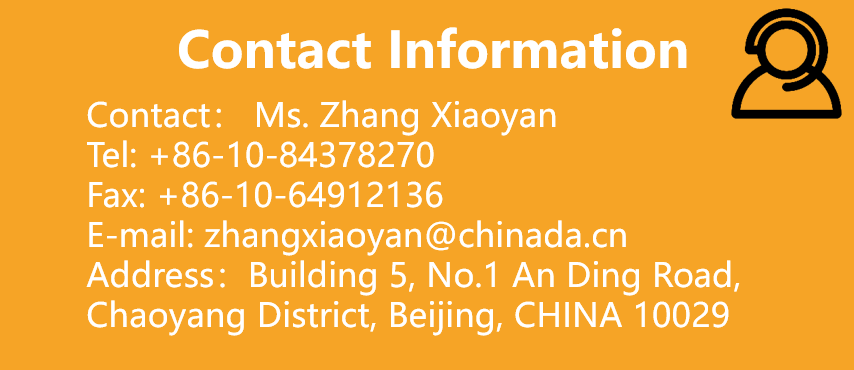 Contact Information
Contact： Ms. Zhang Xiaoyan
Tel: +86-10-84378270
Fax: +86-10-64912136
E-mail: zhangxiaoyan@chinada.cn
Address：Building 5, No.1 An Ding Road,
Chaoyang District, Beijing, CHINA 10029